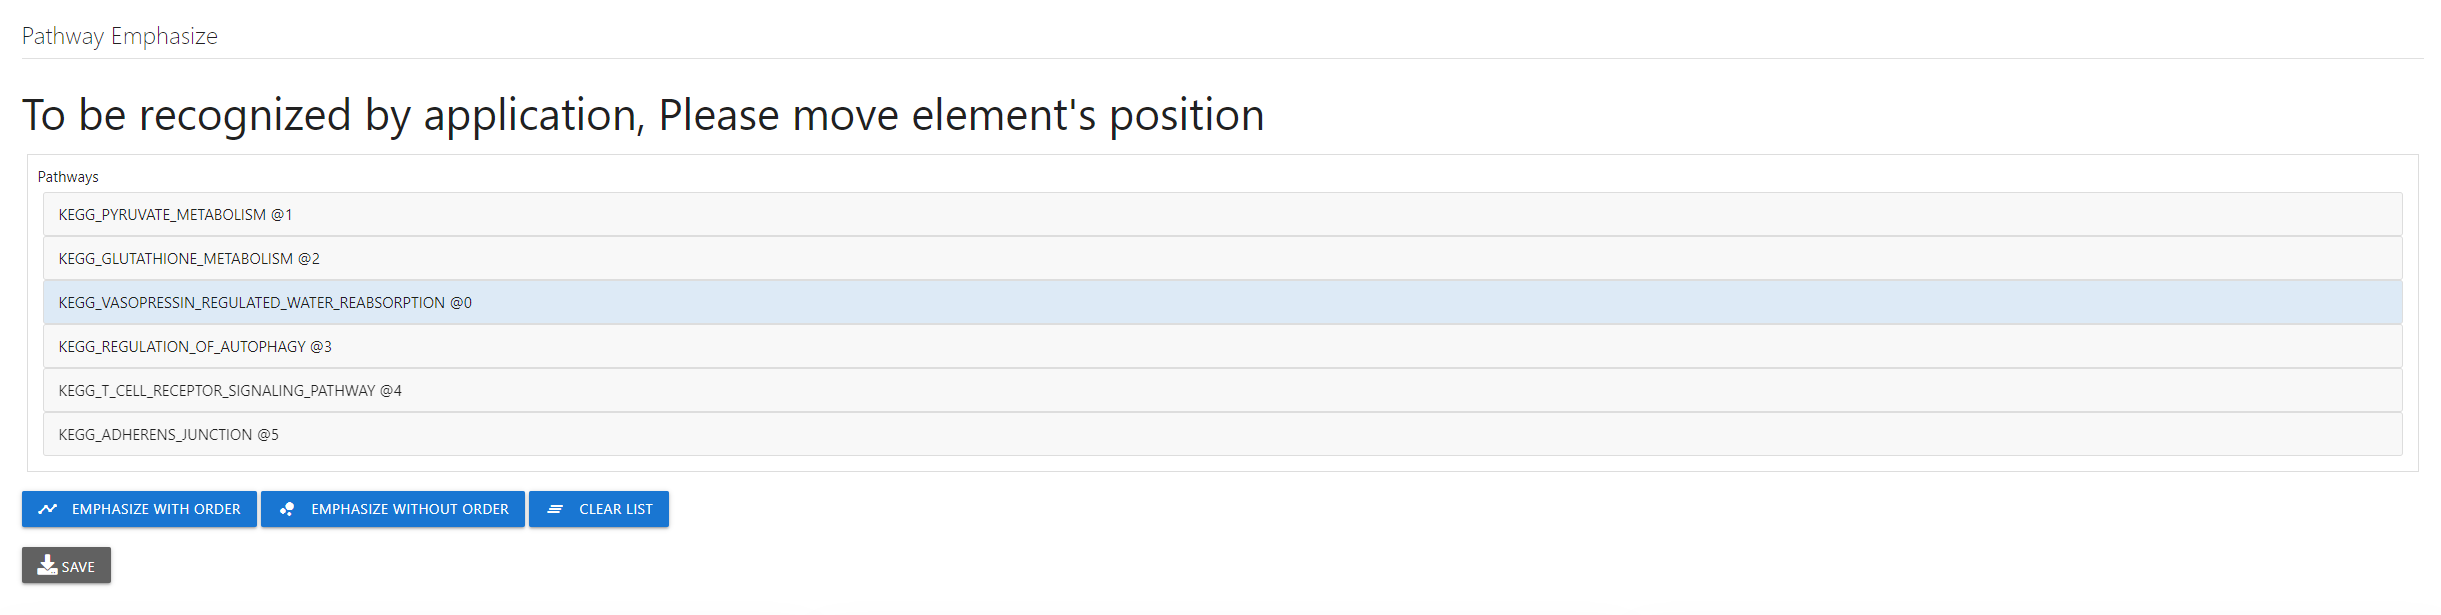 Pathway Emphasize
To be recognized by application, Please move element's position
Pathways
KEGG_PYRUVATE_METABOLISM @1
KEGG_GLUTATHIONE_METABOLISM @2
KEGG_VASOPRESSIN_REGULATED_WATER_REABSORPTION @0
KEGG_REGULATION_OF_AUTOPHAGY @3
KEGG_T_CELL_RECEPTOR_SIGNALING_PATHWAY @4
KEGG_ADHERENS_JUNCTION @5
EMPHASIZE WITH ORDER EMPHASIZE WITHOUT ORDER CLEAR LIST
SAVE